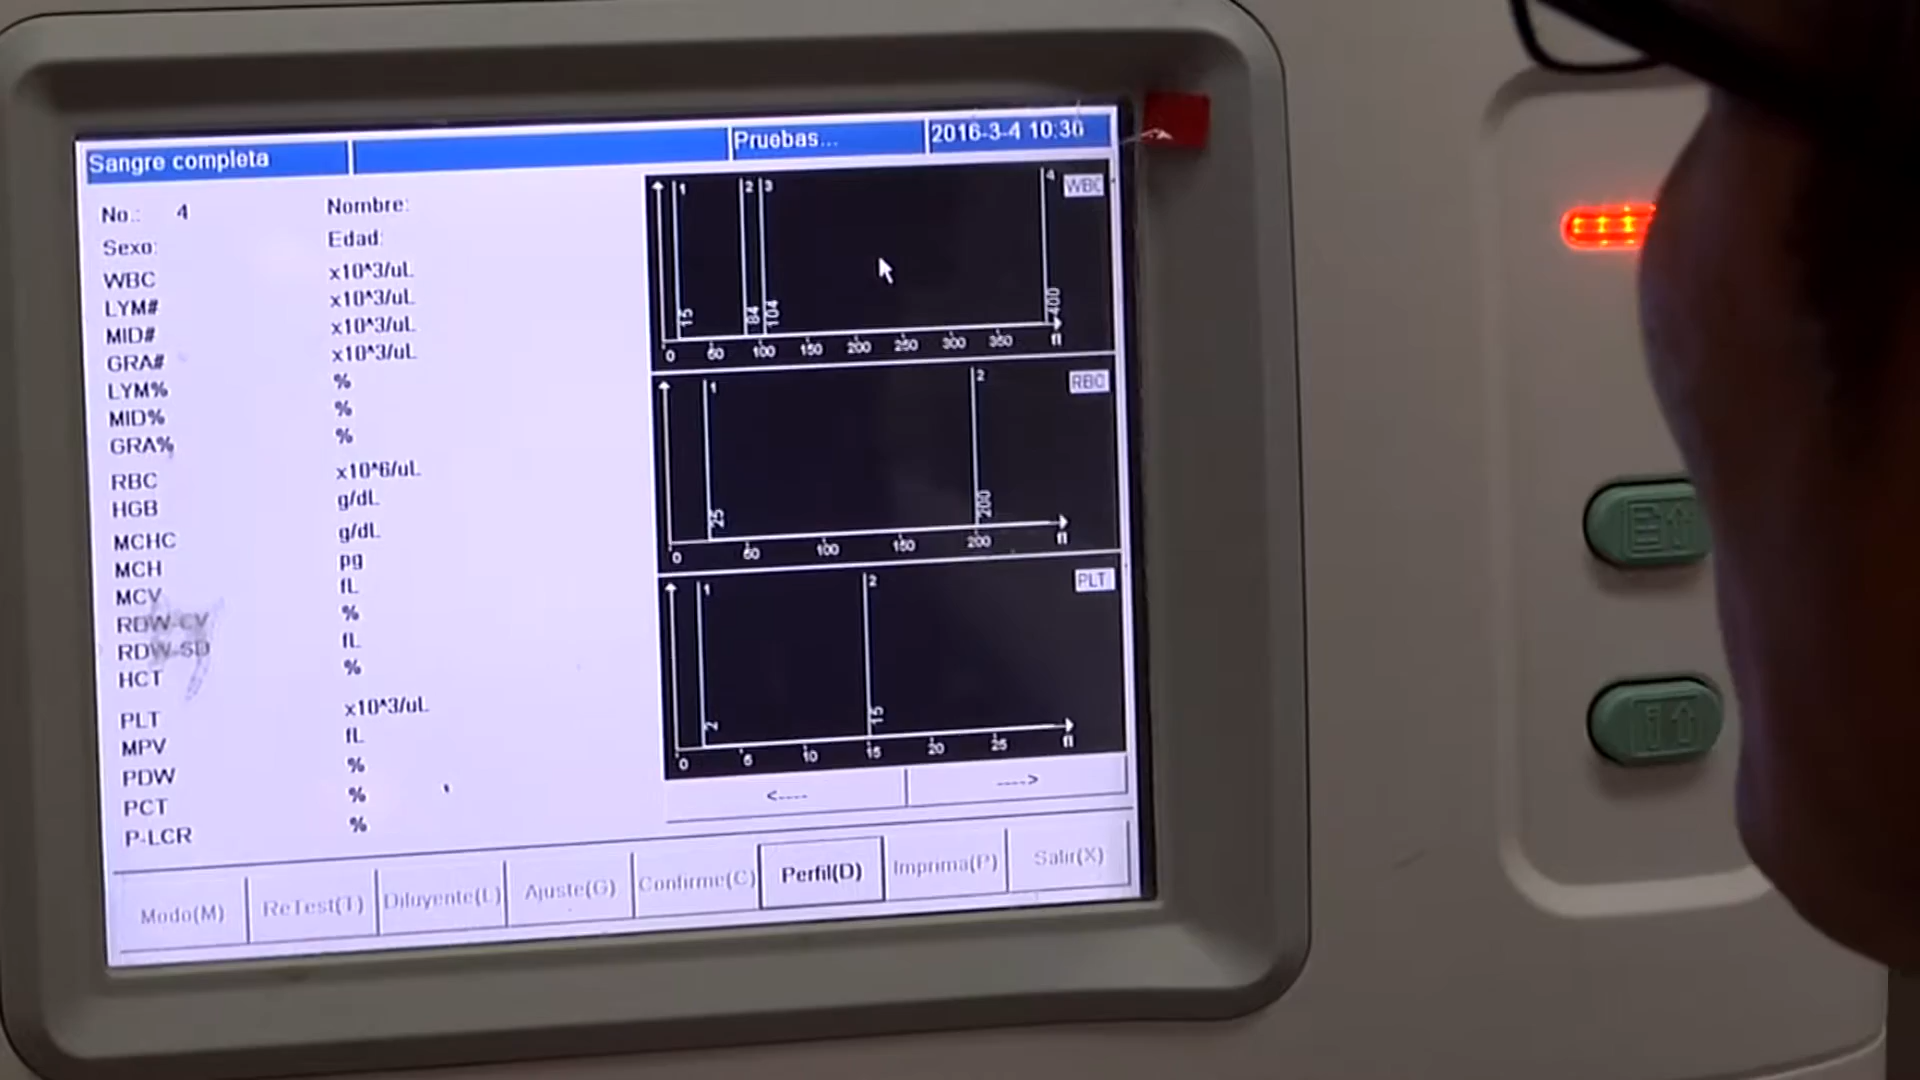 Sangre completa Pruebas... 2016-3-4 10:30
No.: 4 Nombre:
Sexo: Edad:
WBC x10^3/uL
LYM# x10^3/uL
MID# x10^3/uL
GRA# x10^3/uL
LYM% %
MID% %
GRA% %
RBC x10^6/uL
HGB g/dL
MCHC g/dL
MCH pg
MCV fL
RDW-CV %
RDW-SD fL
HCT %
PLT x10^3/uL
MPV fL
PDW %
PCT %
P-LCR %
1 2 3 4 WBC
15 84 104 400
0 50 100 150 200 250 300 350 fl
1 2 RBC
25 200
0 50 100 150 200 fl
1 2 PLT
2 15
0 5 10 15 20 25 fl
<---- ---->
Modo(M) ReTest(T) Diluyente(L) Ajuste(G) Confirme(C) Perfil(D) Imprima(P) Salir(X)